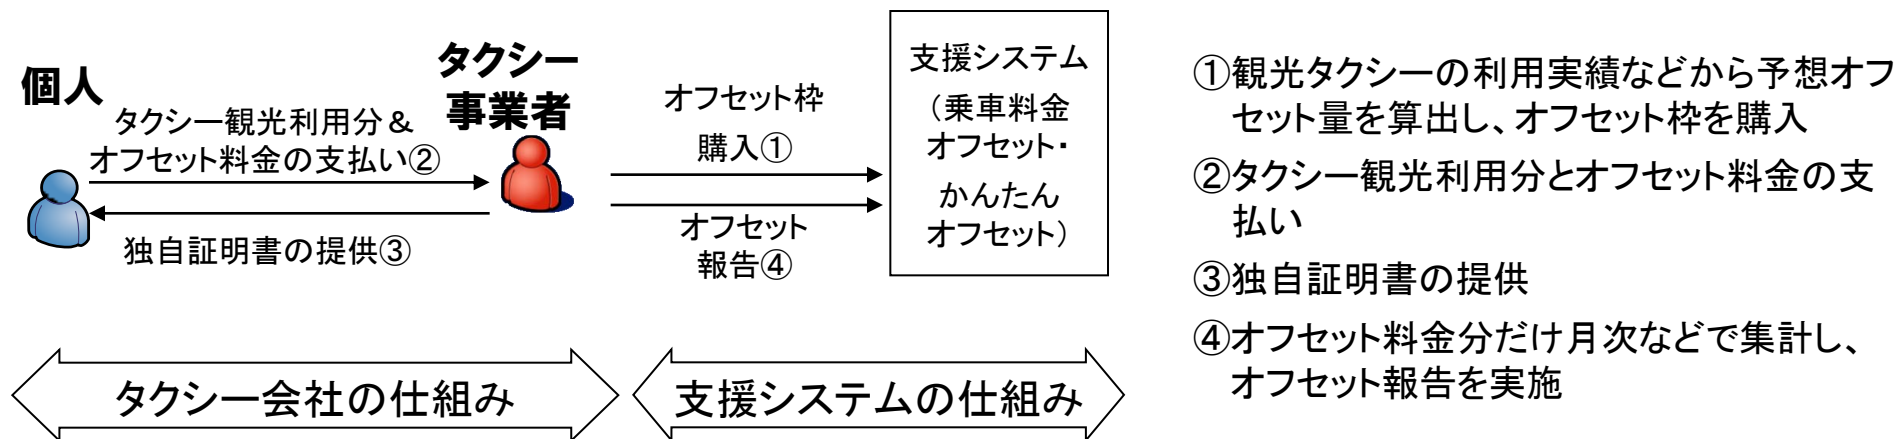 個人
タクシー観光利用分＆
オフセット料金の支払い②
独自証明書の提供③
タクシー
事業者
オフセット枠
購入①
オフセット
報告④
支援システム
（乗車料金
オフセット・
かんたん
オフセット）
タクシー会社の仕組み
支援システムの仕組み
①観光タクシーの利用実績などから予想オフ
セット量を算出し、オフセット枠を購入
②タクシー観光利用分とオフセット料金の支
払い
③独自証明書の提供
④オフセット料金分だけ月次などで集計し、
オフセット報告を実施